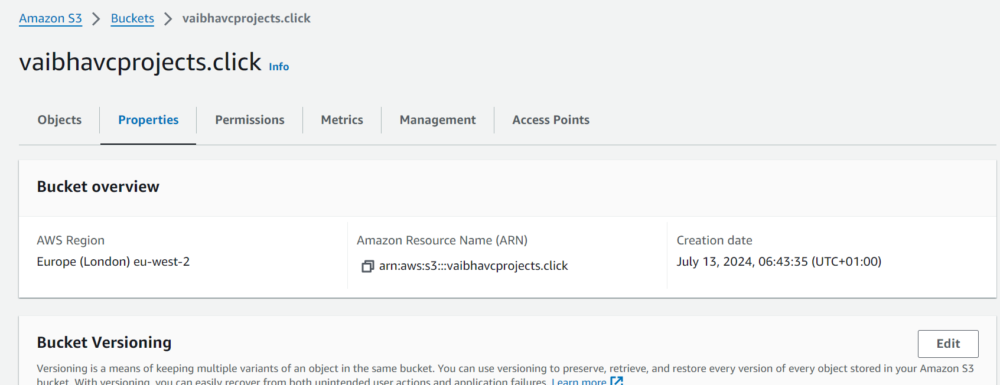 Amazon S3 > Buckets > vaibhavcprojects.click
vaibhavcprojects.click Info
Objects Properties Permissions Metrics Management Access Points
Bucket overview
AWS Region
Europe (London) eu-west-2
Amazon Resource Name (ARN)
arn:aws:s3:::vaibhavcprojects.click
Creation date
July 13, 2024, 06:43:35 (UTC+01:00)
Bucket Versioning
Edit
Versioning is a means of keeping multiple variants of an object in the same bucket. You can use versioning to preserve, retrieve, and restore every version of every object stored in your Amazon S3
bucket. With versioning, you can easily recover from both unintended user actions and application failures. Learn more